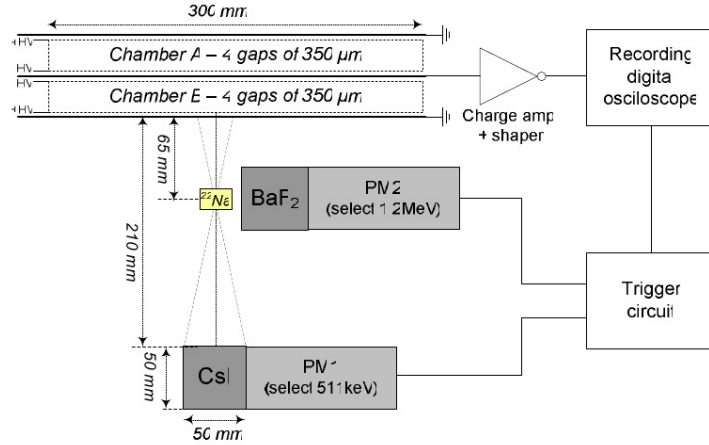 300 mm
+HV
Chamber A – 4 gaps of 350 µm
+HV
+HV
Chamber B – 4 gaps of 350 µm
+HV
Charge amp
+ shaper
Recording
digital
osciloscope
65 mm
²²Na
BaF₂
PM2
(select 1.2MeV)
210 mm
Trigger
circuit
CsI
PM1
(select 511keV)
50 mm
50 mm